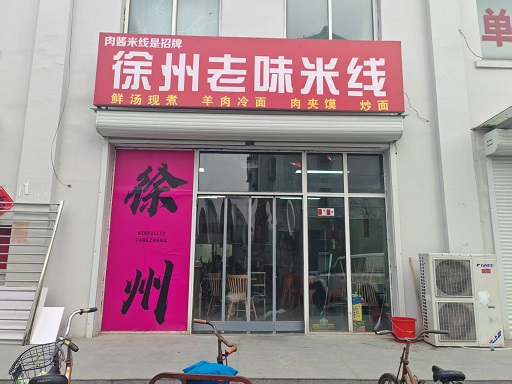 肉酱米线是招牌
徐州老味米线
鲜汤现煮 羊肉冷面 肉夹馍 炒面
徐
州
单